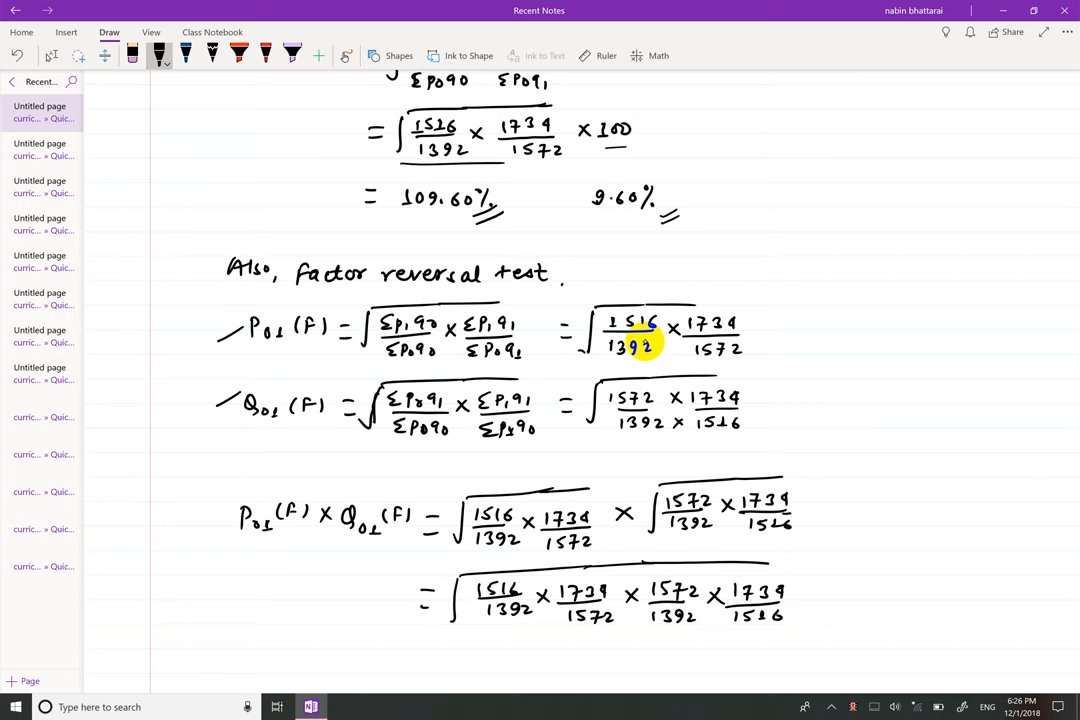 Recent Notes
nabin bhattarai
Home Insert Draw View Class Notebook
Share
Shapes Ink to Shape Ink to Text Ruler Math
Recent...
Untitled page
curric... » Quic...
Untitled page
curric... » Quic...
Untitled page
curric... » Quic...
Untitled page
curric... » Quic...
Untitled page
curric... » Quic...
Untitled page
curric... » Quic...
Untitled page
curric... » Quic...
Untitled page
curric... » Quic...
curric... » Quic...
curric... » Quic...
curric... » Quic...
curric... » Quic...
Page
√ ΣP0q0 ΣP0q1
= √(1516/1392 × 1734/1572) × 100
= 109.60% 9.60%
Also, factor reversal test.
P01(F) = √(ΣP1q0/ΣP0q0 × ΣP1q1/ΣP0q1) = √(1516/1392 × 1734/1572)
Q01(F) = √(ΣP0q1/ΣP0q0 × ΣP1q1/ΣP1q0) = √(1572/1392 × 1734/1516)
P01(F) × Q01(F) = √(1516/1392 × 1734/1572) × √(1572/1392 × 1734/1516)
= √(1516/1392 × 1734/1572 × 1572/1392 × 1734/1516)
Type here to search
ENG
6:26 PM
12/1/2018